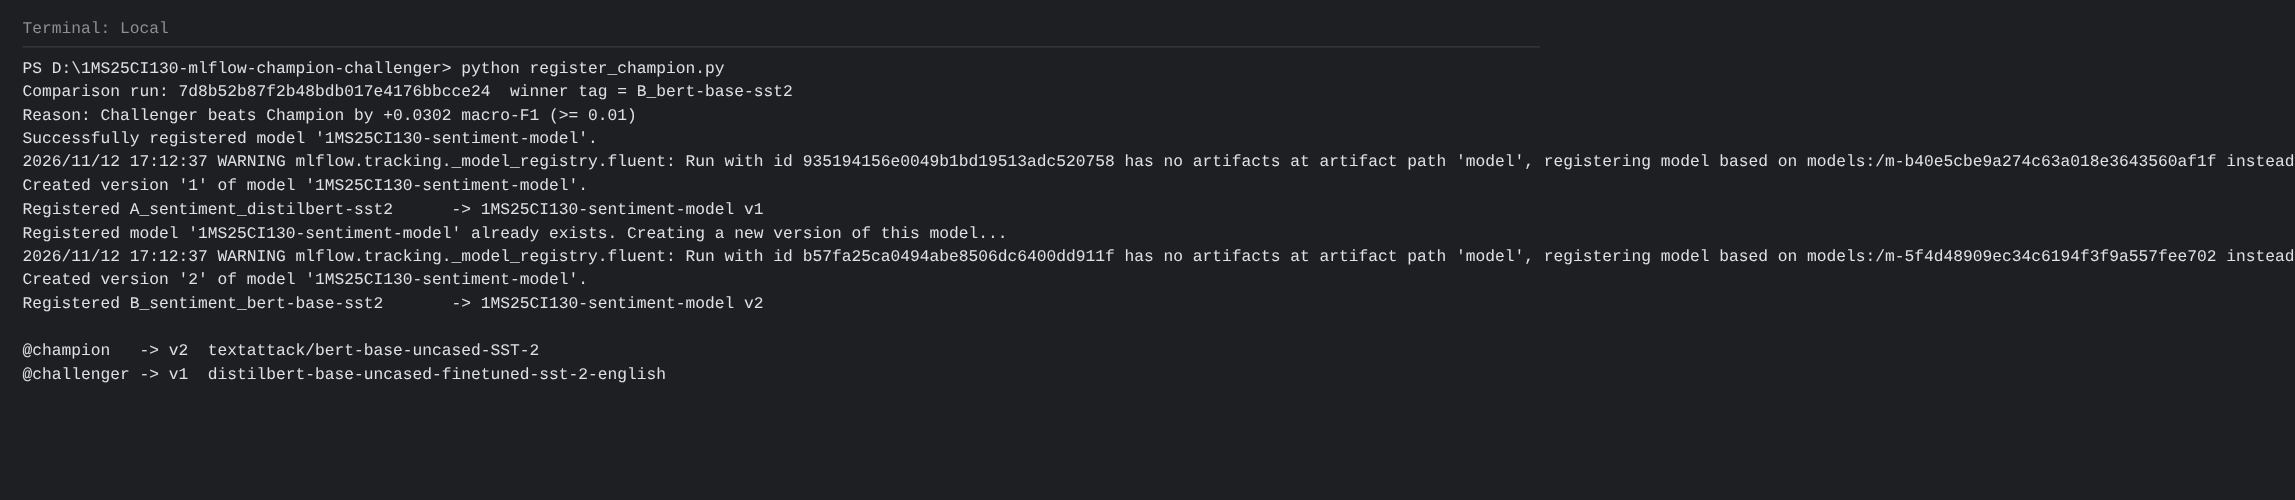 Terminal: Local
PS D:\1MS25CI130-mlflow-champion-challenger> python register_champion.py
Comparison run: 7d8b52b87f2b48bdb017e4176bbcce24  winner tag = B_bert-base-sst2
Reason: Challenger beats Champion by +0.0302 macro-F1 (>= 0.01)
Successfully registered model '1MS25CI130-sentiment-model'.
2026/11/12 17:12:37 WARNING mlflow.tracking._model_registry.fluent: Run with id 935194156e0049b1bd19513adc520758 has no artifacts at artifact path 'model', registering model based on models:/m-b40e5cbe9a274c63a018e3643560af1f instead
Created version '1' of model '1MS25CI130-sentiment-model'.
Registered A_sentiment_distilbert-sst2      -> 1MS25CI130-sentiment-model v1
Registered model '1MS25CI130-sentiment-model' already exists. Creating a new version of this model...
2026/11/12 17:12:37 WARNING mlflow.tracking._model_registry.fluent: Run with id b57fa25ca0494abe8506dc6400dd911f has no artifacts at artifact path 'model', registering model based on models:/m-5f4d48909ec34c6194f3f9a557fee702 instead
Created version '2' of model '1MS25CI130-sentiment-model'.
Registered B_sentiment_bert-base-sst2       -> 1MS25CI130-sentiment-model v2
@champion   -> v2  textattack/bert-base-uncased-SST-2
@challenger -> v1  distilbert-base-uncased-finetuned-sst-2-english